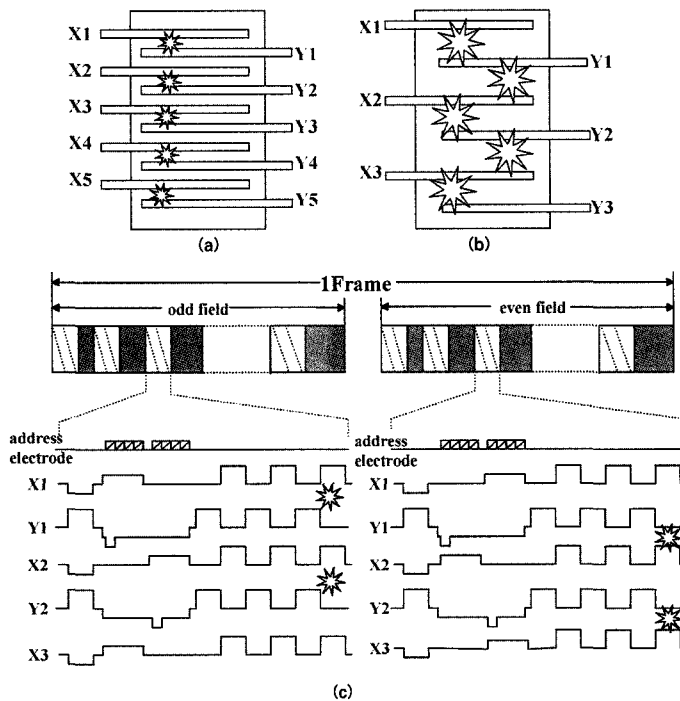 X1
Y1
X2
Y2
X3
Y3
X4
Y4
X5
Y5
(a)
X1
Y1
X2
Y2
X3
Y3
(b)
1Frame
odd field
even field
address
electrode
X1
Y1
X2
Y2
X3
address
electrode
X1
Y1
X2
Y2
X3
(c)